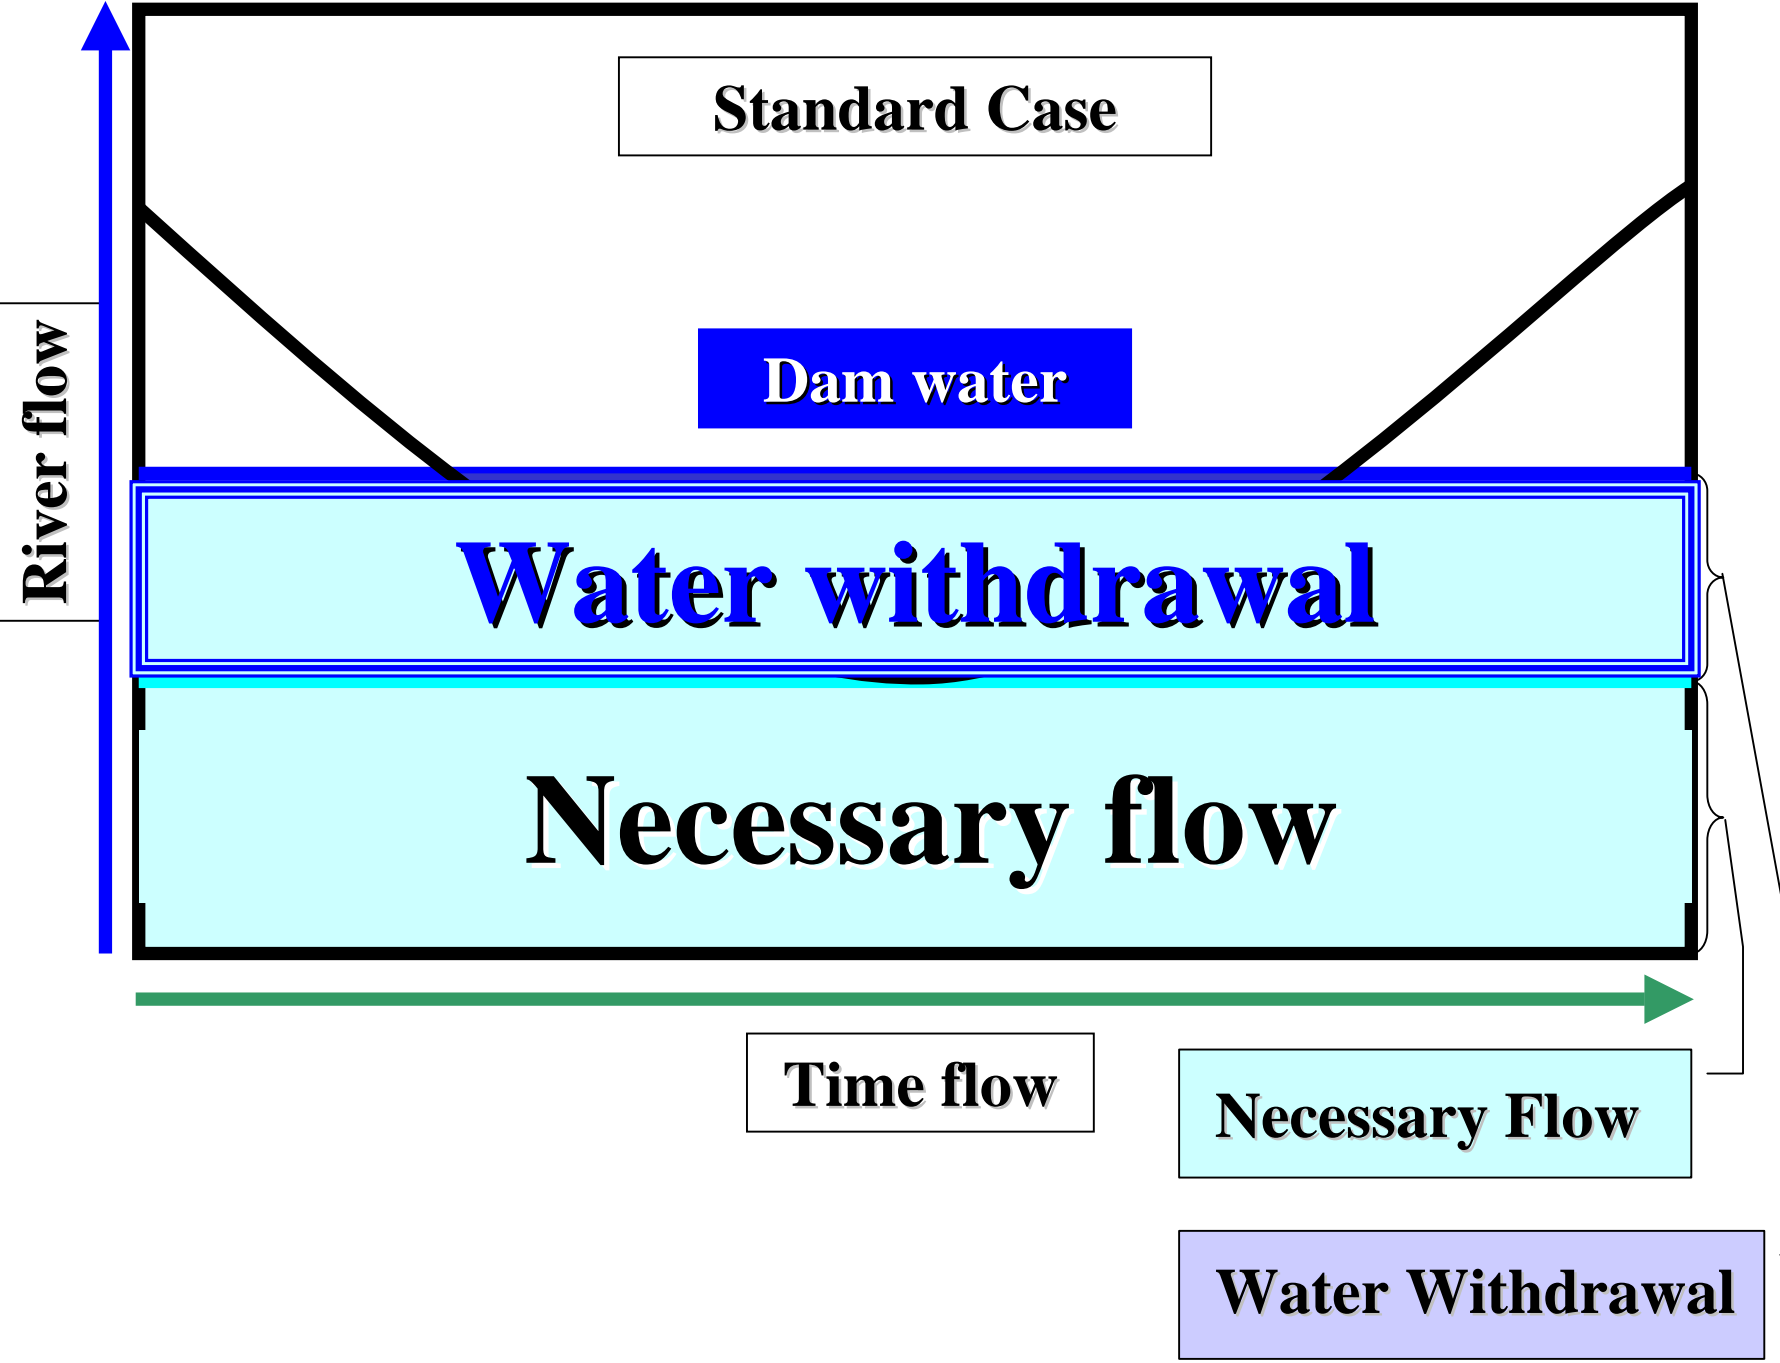 Standard Case
River flow
Dam water
Water withdrawal
Necessary flow
Time flow
Necessary Flow
Water Withdrawal